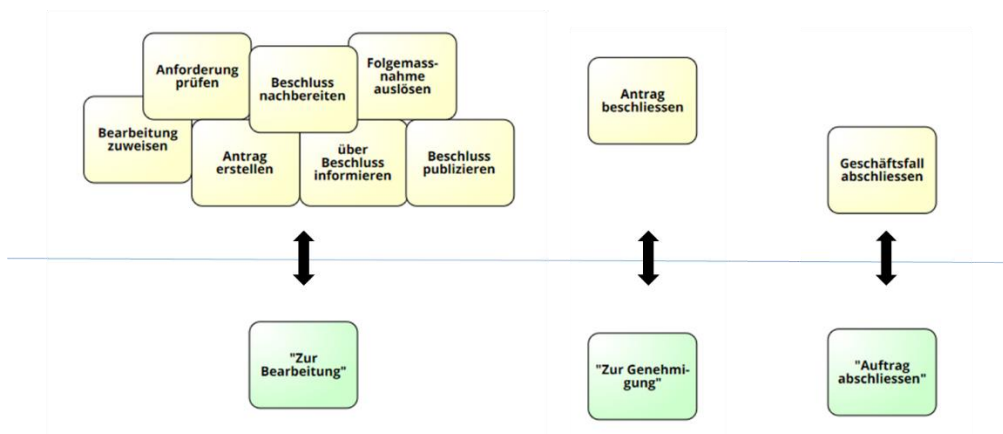 Anforderung
prüfen
Beschluss
nachbereiten
Folgemass-
nahme
auslösen
Bearbeitung
zuweisen
Antrag
erstellen
über
Beschluss
informieren
Beschluss
publizieren
Antrag
beschliessen
Geschäftsfall
abschliessen
"Zur
Bearbeitung"
"Zur Genehmi-
gung"
"Auftrag
abschliessen"